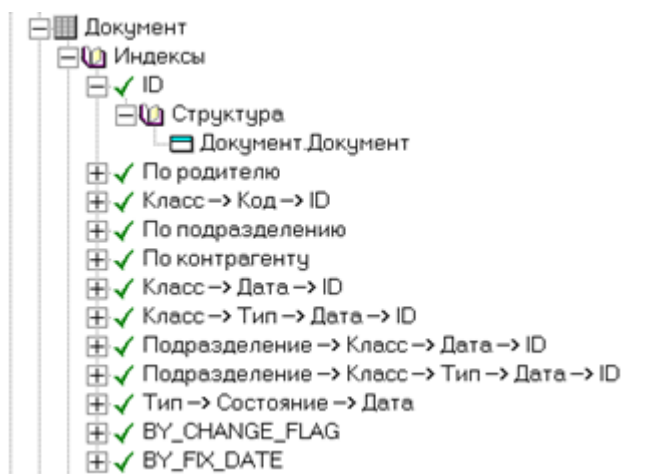 Документ
Индексы
ID
Структура
Документ.Документ
По родителю
Класс –> Код –> ID
По подразделению
По контрагенту
Класс –> Дата –> ID
Класс –> Тип –> Дата –> ID
Подразделение –> Класс –> Дата –> ID
Подразделение –> Класс –> Тип –> Дата –> ID
Тип –> Состояние –> Дата
BY_CHANGE_FLAG
BY_FIX_DATE